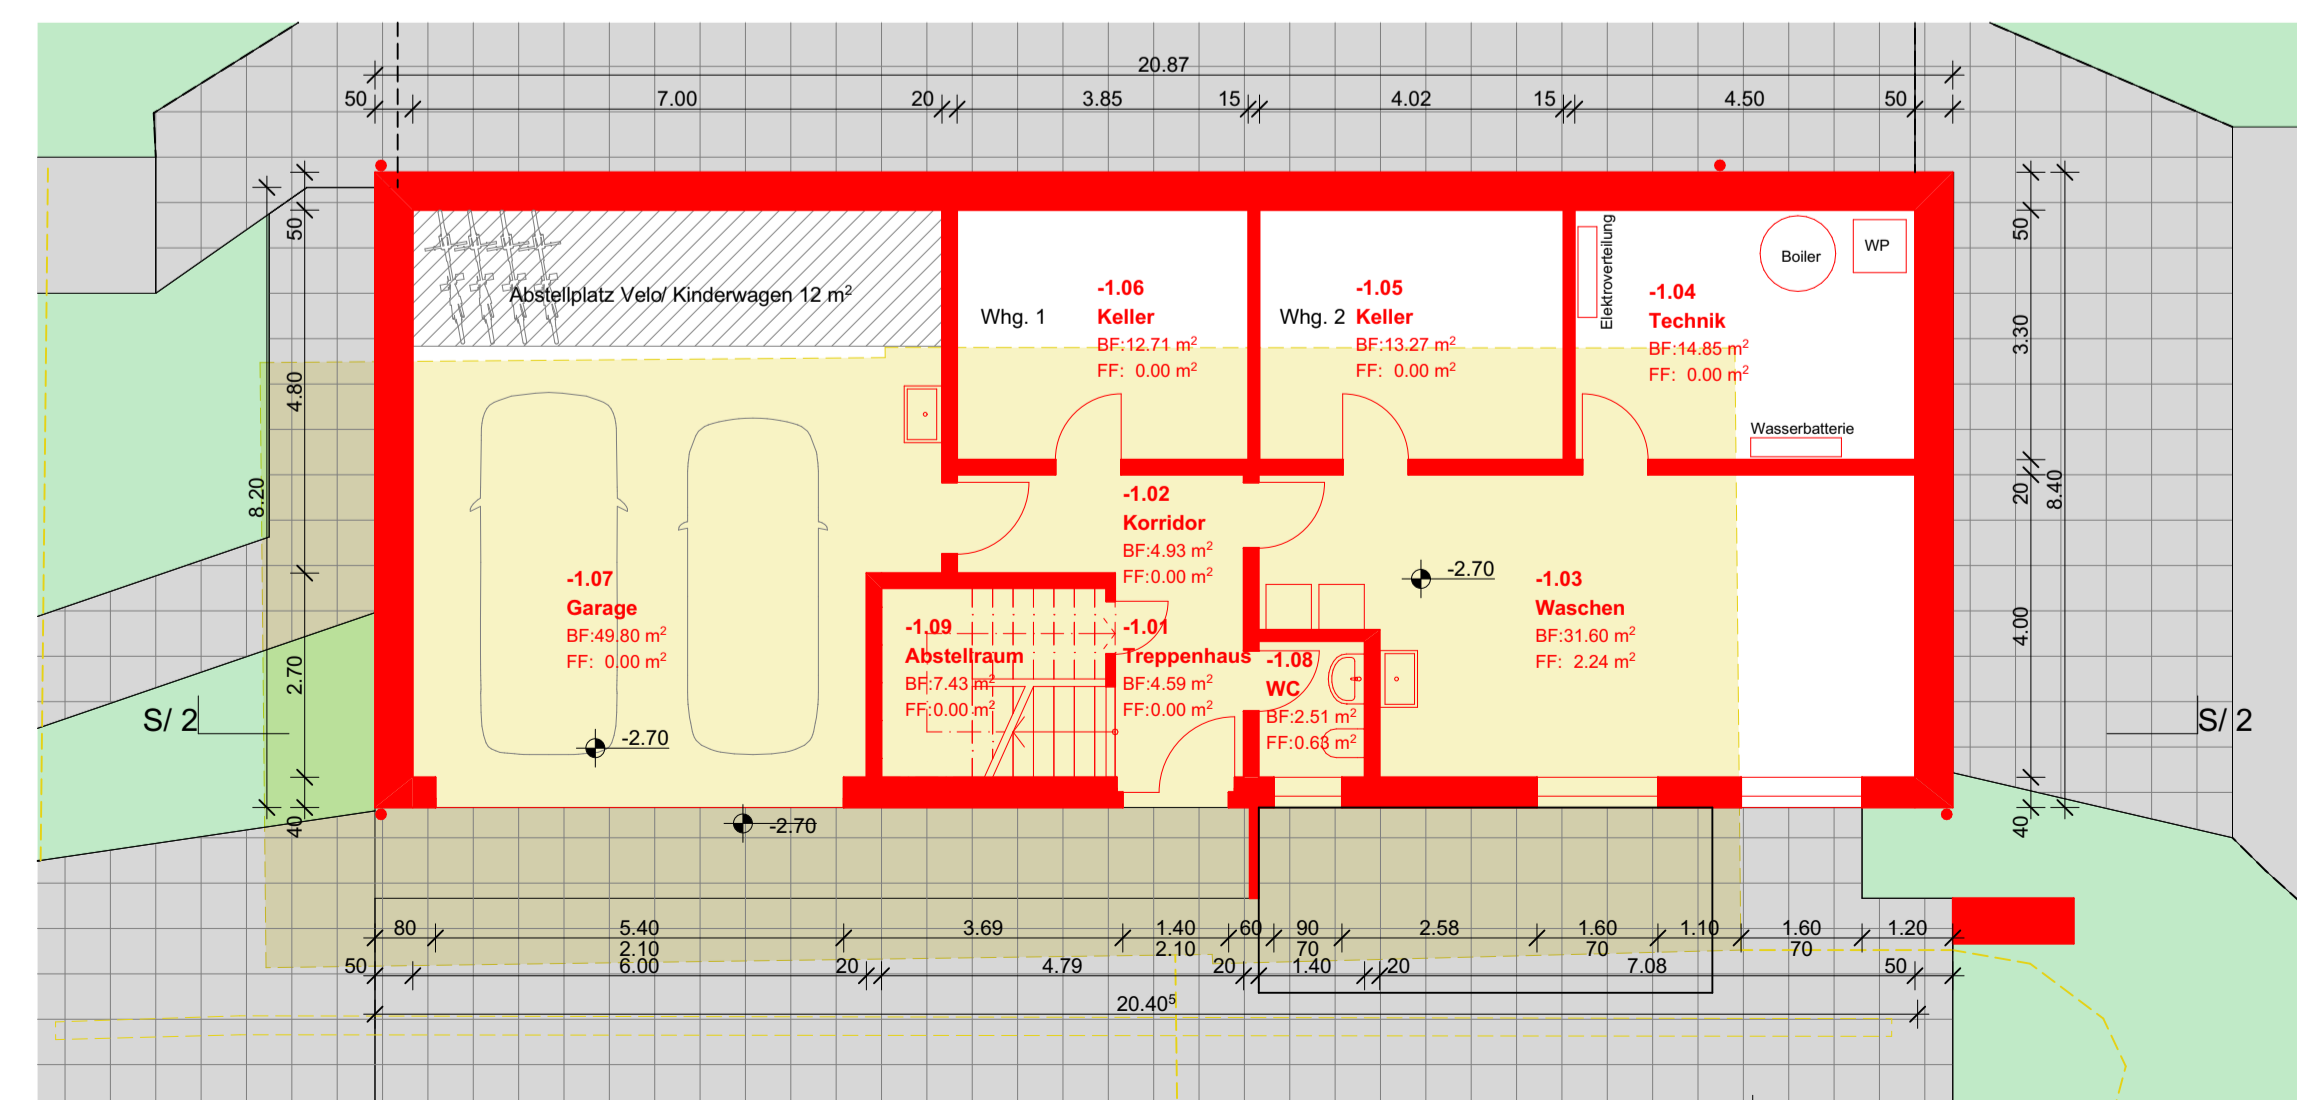 20.87
50 7.00 20 3.85 15 4.02 15 4.50 50
Abstellplatz Velo/ Kinderwagen 12 m²
Whg. 1
-1.06
Keller
BF:12.71 m²
FF: 0.00 m²
Whg. 2
-1.05
Keller
BF:13.27 m²
FF: 0.00 m²
Elektroverteilung
-1.04
Technik
BF:14.85 m²
FF: 0.00 m²
Boiler
WP
Wasserbatterie
50
4.80
8.20
2.70
40
50
3.30
20
8.40
4.00
40
-1.02
Korridor
BF:4.93 m²
FF:0.00 m²
-1.07
Garage
BF:49.80 m²
FF: 0.00 m²
-2.70
-1.09
Abstellraum
BF:7.43 m²
FF:0.00 m²
-1.01
Treppenhaus
BF:4.59 m²
FF:0.00 m²
-1.08
WC
BF:2.51 m²
FF:0.63 m²
-2.70
-1.03
Waschen
BF:31.60 m²
FF: 2.24 m²
S/ 2
S/ 2
-2.70
80 5.40 3.69 1.40 60 90 2.58 1.60 1.10 1.60 1.20
2.10 2.10 70 70 70
50 6.00 20 4.79 20 1.40 20 7.08 50
20.40⁵